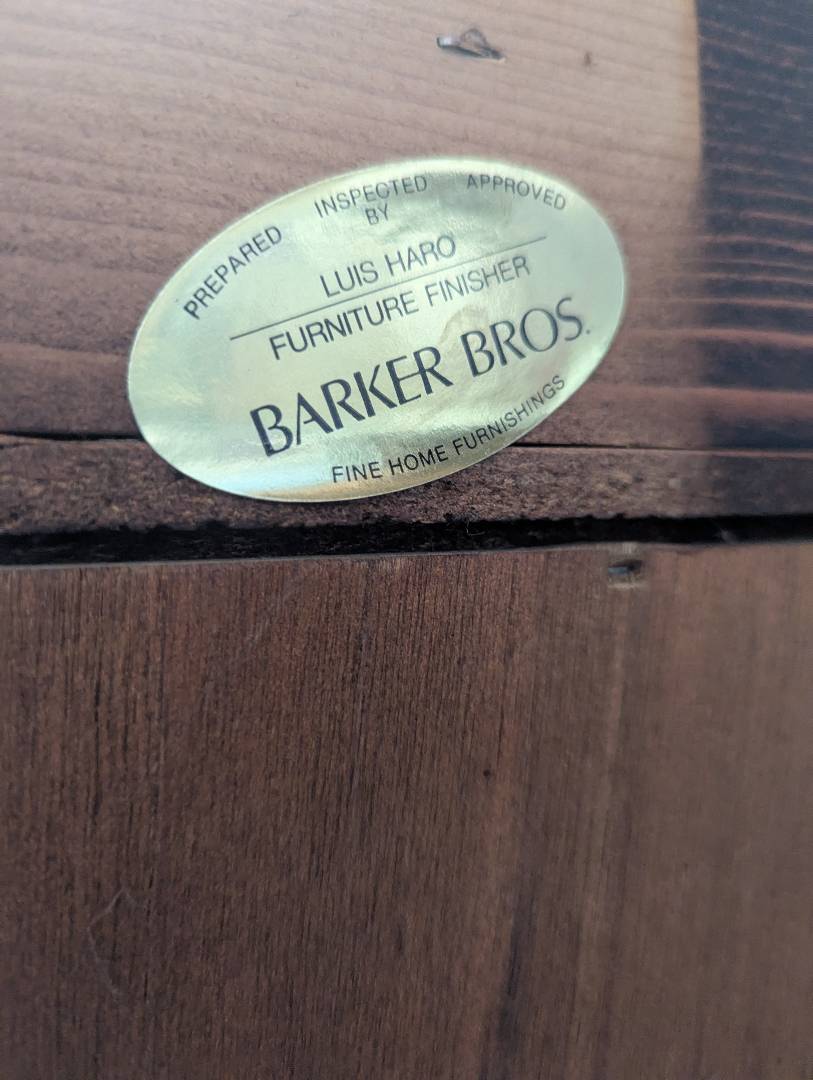 PREPARED INSPECTED APPROVED
BY
LUIS HARO
FURNITURE FINISHER
BARKER BROS.
FINE HOME FURNISHINGS